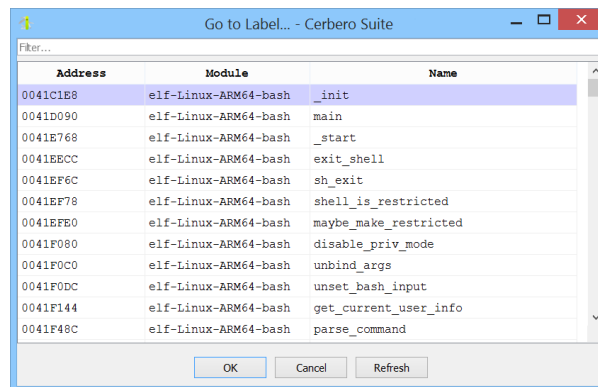 Go to Label... - Cerbero Suite
Filter...
Address Module Name
0041C1E8 elf-Linux-ARM64-bash _init
0041D090 elf-Linux-ARM64-bash main
0041E768 elf-Linux-ARM64-bash _start
0041EECC elf-Linux-ARM64-bash exit_shell
0041EF6C elf-Linux-ARM64-bash sh_exit
0041EF78 elf-Linux-ARM64-bash shell_is_restricted
0041EFE0 elf-Linux-ARM64-bash maybe_make_restricted
0041F080 elf-Linux-ARM64-bash disable_priv_mode
0041F0C0 elf-Linux-ARM64-bash unbind_args
0041F0DC elf-Linux-ARM64-bash unset_bash_input
0041F144 elf-Linux-ARM64-bash get_current_user_info
0041F48C elf-Linux-ARM64-bash parse_command
OK Cancel Refresh